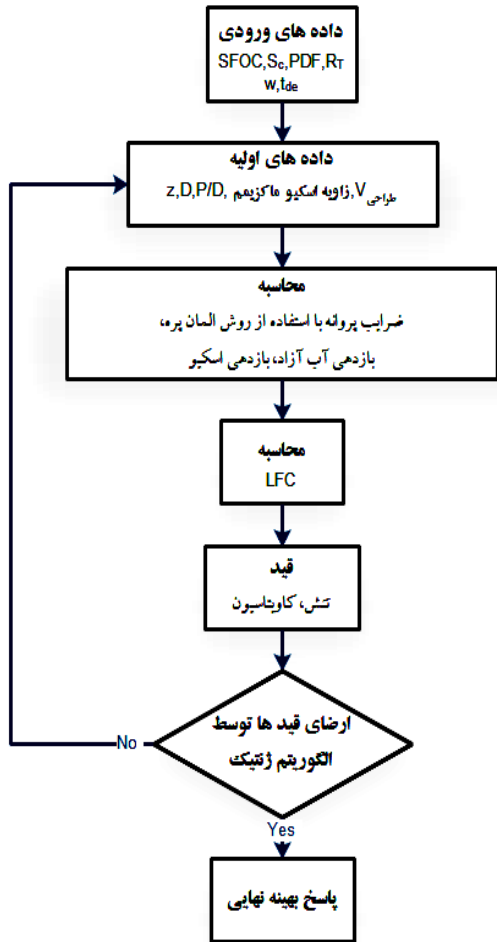 داده های ورودی
SFOC,Sc,PDF,RT
w,tde
داده های اولیه
z,D,P/D, زاویه اسکیو ماکزیمم ,Vطراحی
محاسبه
ضرایب پروانه با استفاده از روش المان پره،
بازدهی آب آزاد، بازدهی اسکیو
محاسبه
LFC
قید
تنش، کاویتاسیون
ارضای قید ها توسط
الگوریتم ژنتیک
No
Yes
پاسخ بهینه نهایی